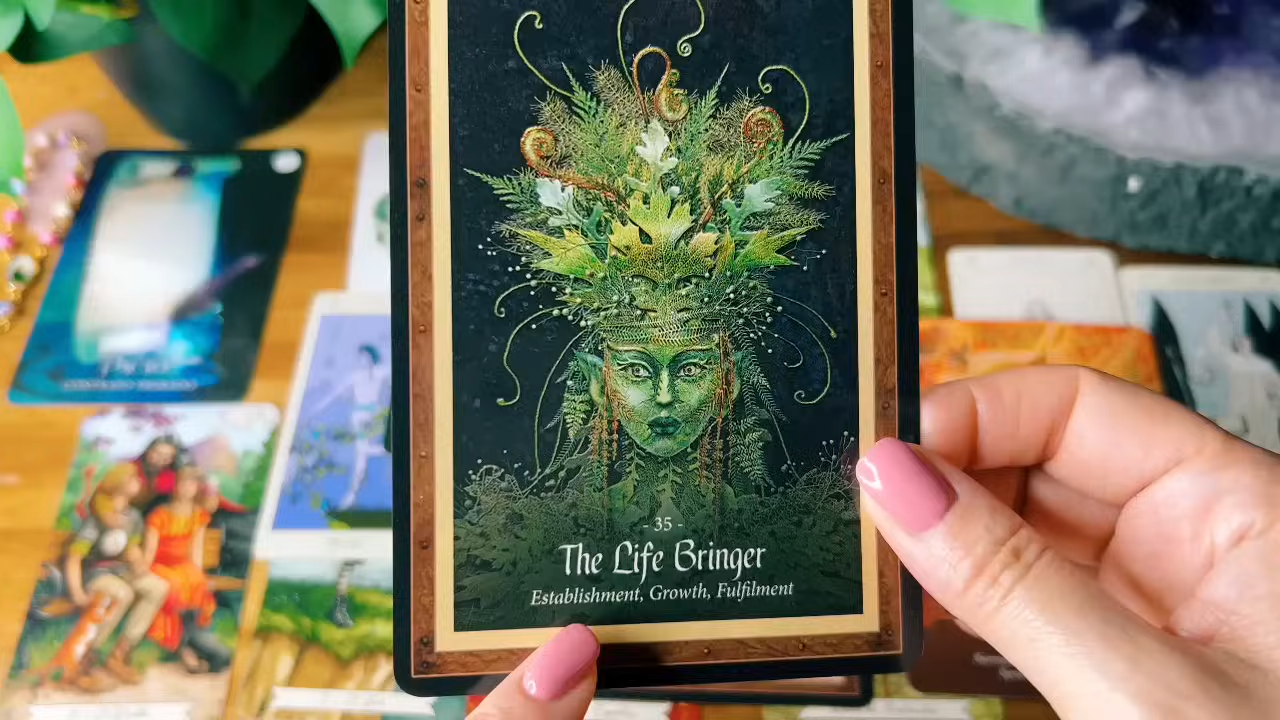 - 35 -
The Life Bringer
Establishment, Growth, Fulfilment